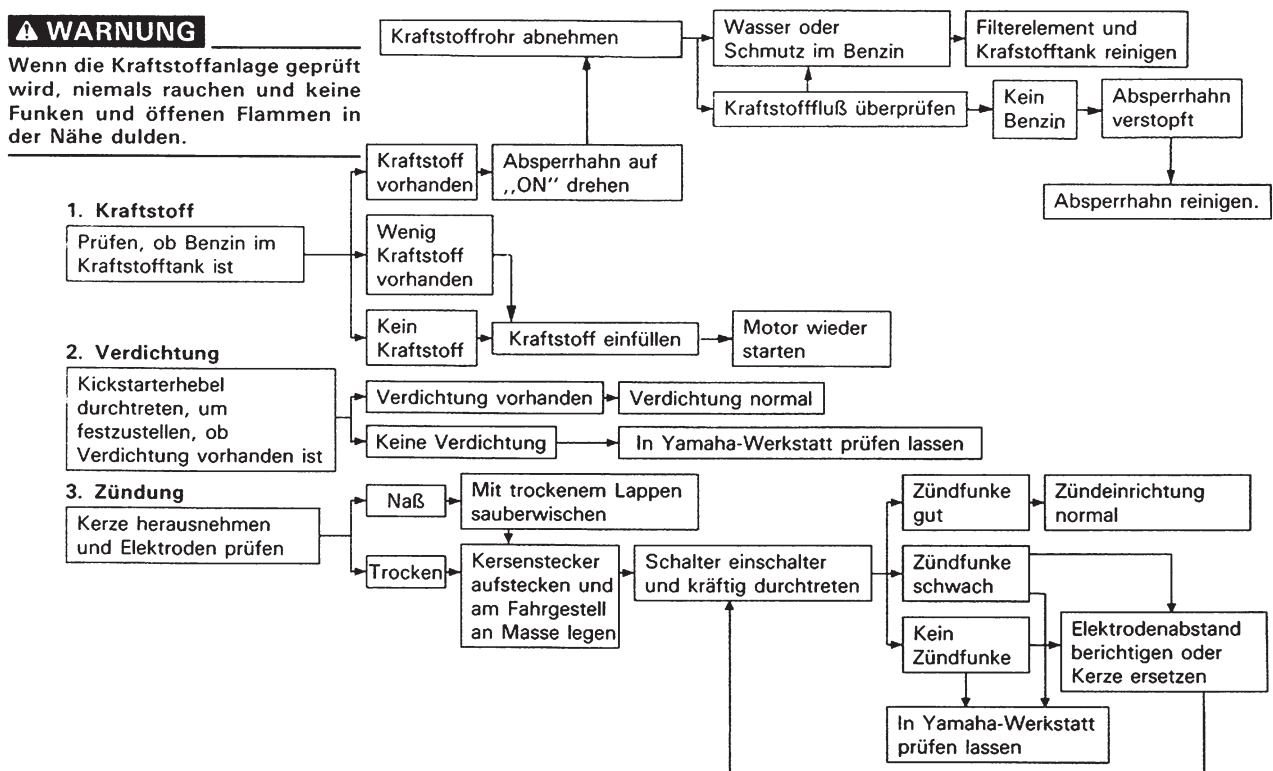 ⚠ WARNUNG
Wenn die Kraftstoffanlage geprüft
wird, niemals rauchen und keine
Funken und öffenen Flammen in
der Nähe dulden.
Kraftstoffrohr abnehmen
Wasser oder
Schmutz im Benzin
Filterelement und
Krafstofftank reinigen
Kraftstofffluß überprüfen
Kein
Benzin
Absperrhahn
verstopft
Absperrhahn reinigen.
Kraftstoff
vorhanden
Absperrhahn auf
,,ON'' drehen
1. Kraftstoff
Prüfen, ob Benzin im
Kraftstofftank ist
Wenig
Kraftstoff
vorhanden
Kein
Kraftstoff
Kraftstoff einfüllen
Motor wieder
starten
2. Verdichtung
Kickstarterhebel
durchtreten, um
festzustellen, ob
Verdichtung vorhanden ist
Verdichtung vorhanden
Verdichtung normal
Keine Verdichtung
In Yamaha-Werkstatt prüfen lassen
3. Zündung
Kerze herausnehmen
und Elektroden prüfen
Naß
Mit trockenem Lappen
sauberwischen
Trocken
Kersenstecker
aufstecken und
am Fahrgestell
an Masse legen
Schalter einschalter
und kräftig durchtreten
Zündfunke
gut
Zündeinrichtung
normal
Zündfunke
schwach
Kein
Zündfunke
Elektrodenabstand
berichtigen oder
Kerze ersetzen
In Yamaha-Werkstatt
prüfen lassen